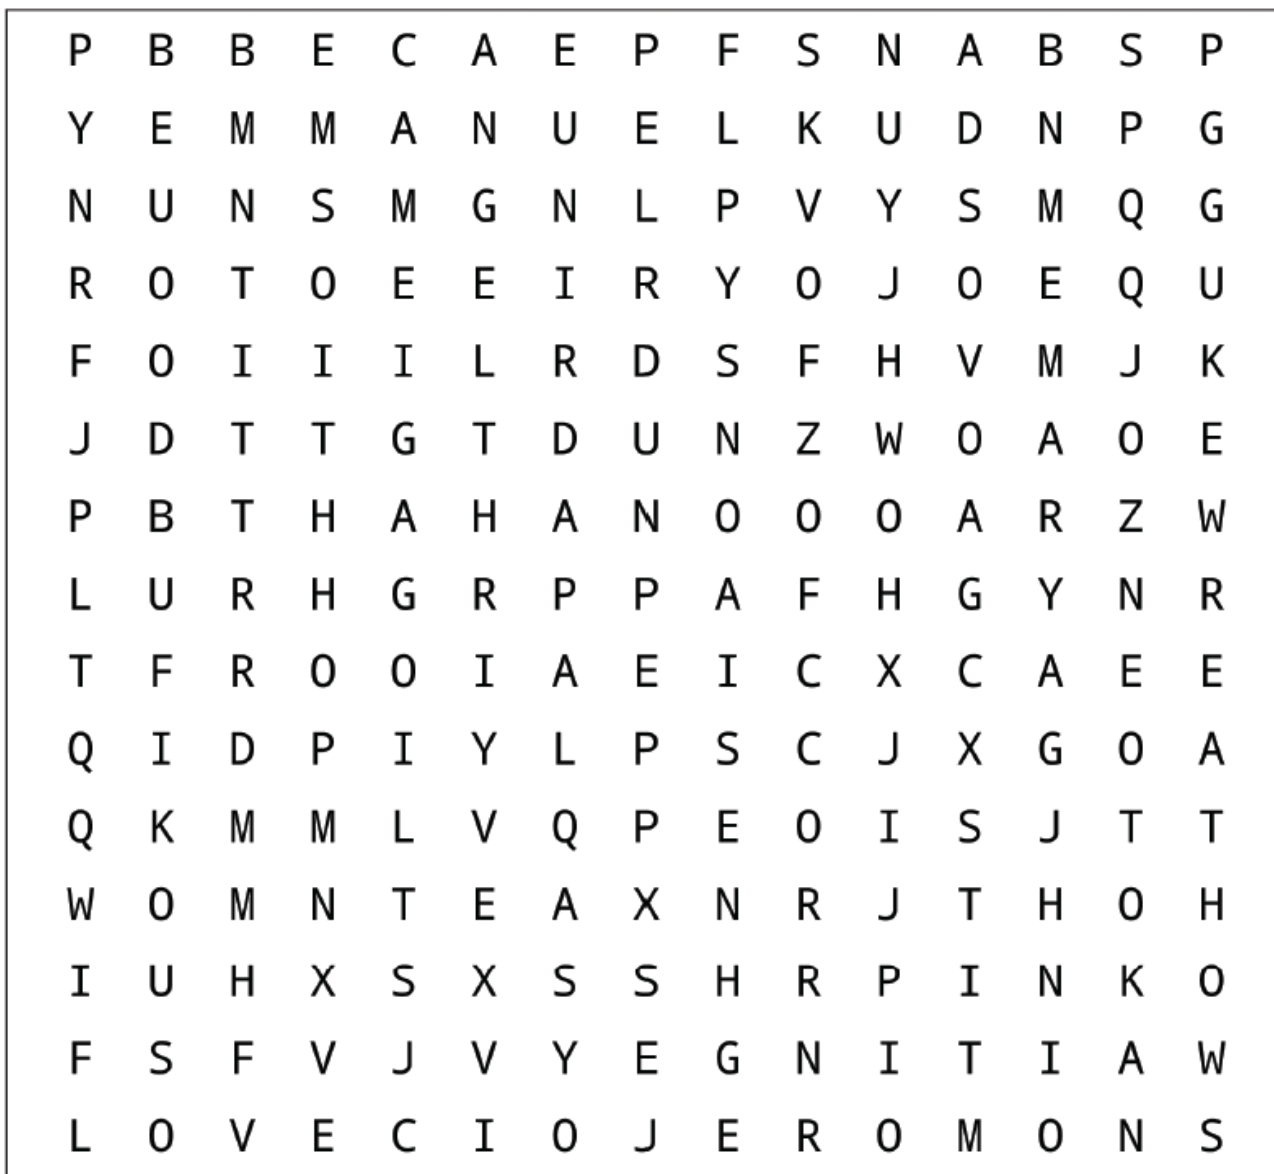 P B B E C A E P F S N A B S P
Y E M M A N U E L K U D N P G
N U N S M G N L P V Y S M Q G
R O T O E E I R Y O J O E Q U
F O I I I L R D S F H V M J K
J D T T G T D U N Z W O A O E
P B T H A H A N O O O A R Z W
L U R H G R P P A F H G Y N R
T F R O O I A E I C X C A E E
Q I D P I Y L P S C J X G O A
Q K M M L V Q P E O I S J T T
W O M N T E A X N R J T H O H
I U H X S X S S H R P I N K O
F S F V J V Y E G N I T I A W
L O V E C I O J E R O M O N S